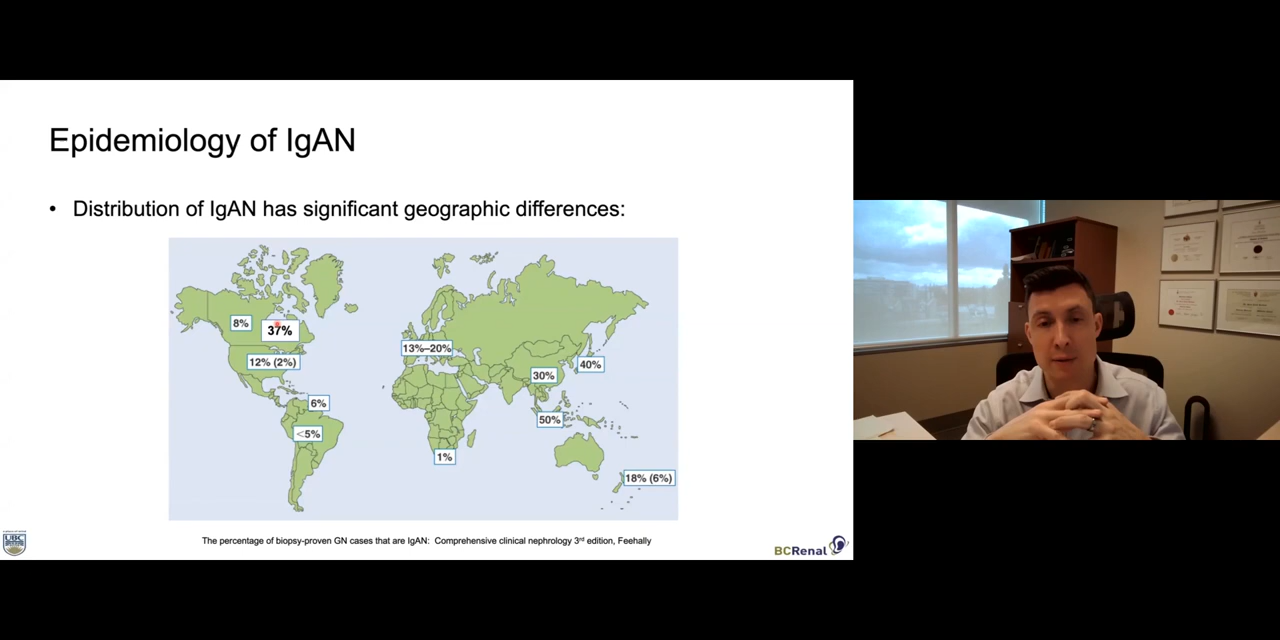 Epidemiology of IgAN
• Distribution of IgAN has significant geographic differences:
8%
37%
12% (2%)
13%–20%
40%
30%
6%
50%
<5%
1%
18% (6%)
The percentage of biopsy-proven GN cases that are IgAN: Comprehensive clinical nephrology 3rd edition, Feehally
UBC
BCRenal